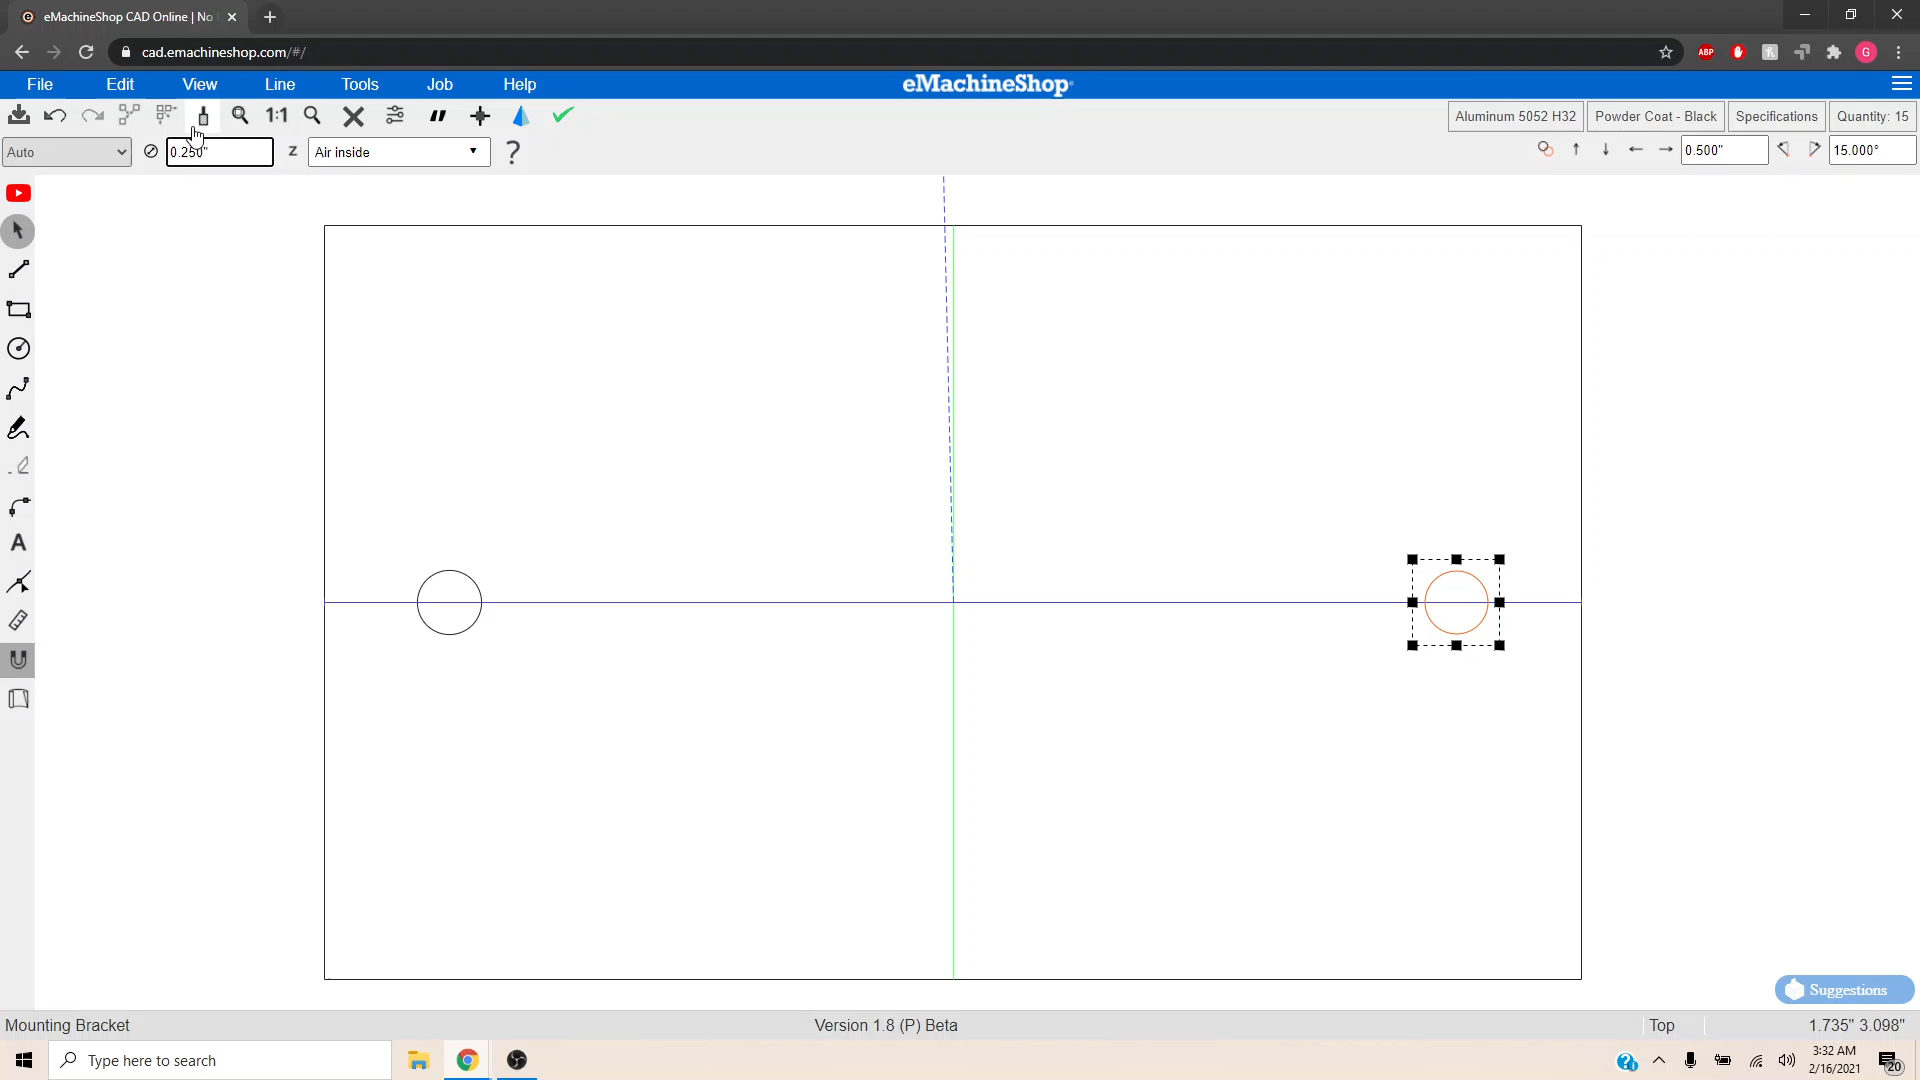 eMachineShop CAD Online | No
cad.emachineshop.com/#/
ABP
G
File Edit View Line Tools Job Help
eMachineShop
1:1
Aluminum 5052 H32
Powder Coat - Black
Specifications
Quantity: 15
Auto
0.250"
Z
Air inside
?
0.500"
15.000°
A
Suggestions
Mounting Bracket
Version 1.8 (P) Beta
Top
1.735" 3.098"
Type here to search
3:32 AM
2/16/2021
20